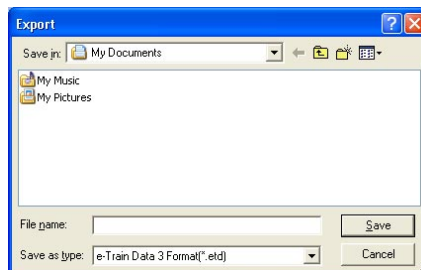 Export
Save in: My Documents
My Music
My Pictures
File name: Save
Save as type: e-Train Data 3 Format(*.etd) Cancel